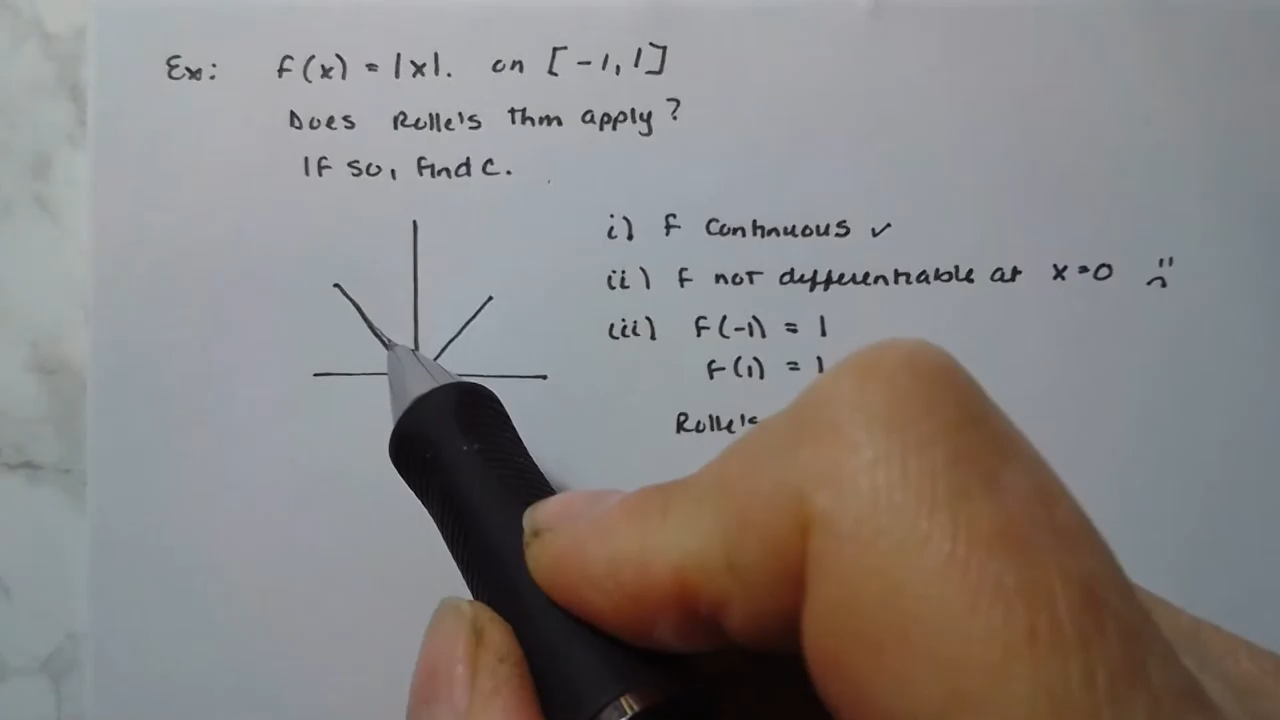 Ex: f(x) = |x|. on [-1, 1]
Does Rolle's thm apply?
If so, find c.
i) f continuous ✓
ii) f not differentiable at x=0 :(
iii) f(-1) = 1
f(1) = 1
Rolle's